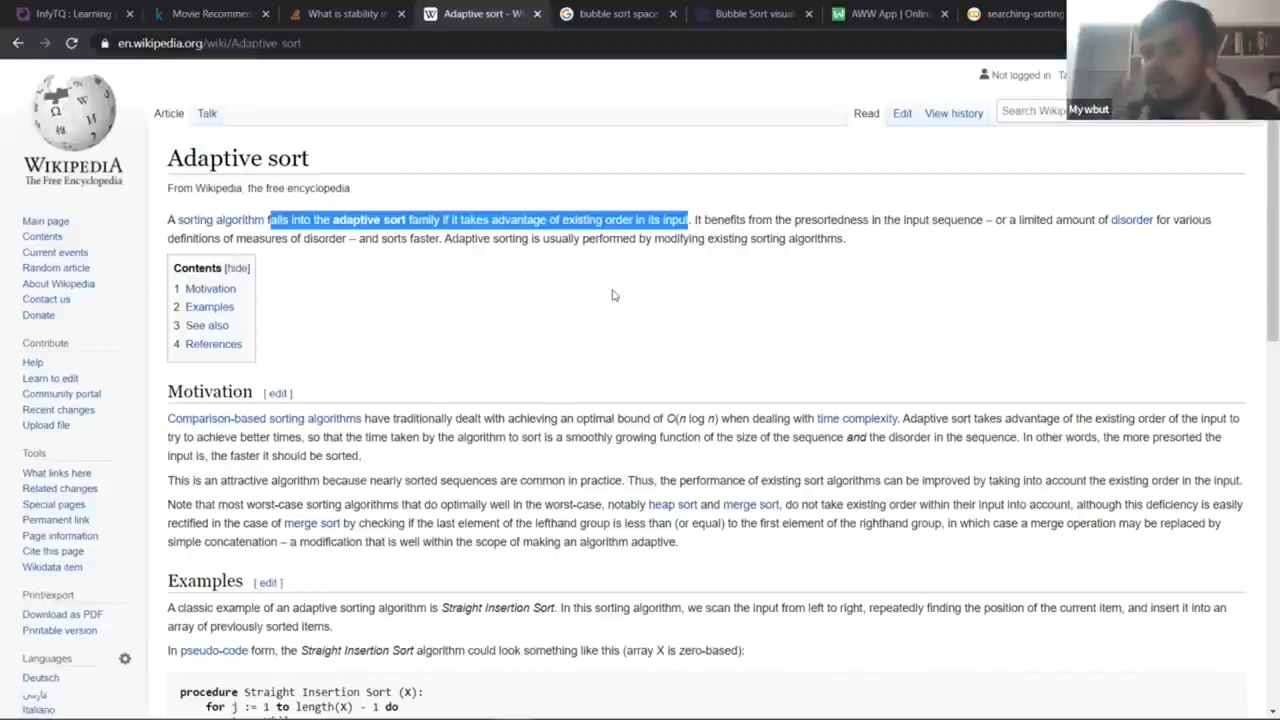 InfyTQ : Learning
Movie Recommen
What is stability in
Adaptive sort - W
bubble sort space
Bubble Sort visual
AWW App | Online
searching-sorting
en.wikipedia.org/wiki/Adaptive_sort
Not logged in
Mywbut
Article
Talk
Read
Edit
View history
Search Wikip
WIKIPEDIA
The Free Encyclopedia
Adaptive sort
From Wikipedia, the free encyclopedia
A sorting algorithm falls into the adaptive sort family if it takes advantage of existing order in its input. It benefits from the presortedness in the input sequence – or a limited amount of disorder for various
definitions of measures of disorder – and sorts faster. Adaptive sorting is usually performed by modifying existing sorting algorithms.
Main page
Contents
Current events
Random article
About Wikipedia
Contact us
Donate
Contribute
Help
Learn to edit
Community portal
Recent changes
Upload file
Tools
What links here
Related changes
Special pages
Permanent link
Page information
Cite this page
Wikidata item
Print/export
Download as PDF
Printable version
Languages
Deutsch
فارسی
Italiano
Contents [hide]
1 Motivation
2 Examples
3 See also
4 References
Motivation [ edit ]
Comparison-based sorting algorithms have traditionally dealt with achieving an optimal bound of O(n log n) when dealing with time complexity. Adaptive sort takes advantage of the existing order of the input to
try to achieve better times, so that the time taken by the algorithm to sort is a smoothly growing function of the size of the sequence and the disorder in the sequence. In other words, the more presorted the
input is, the faster it should be sorted.
This is an attractive algorithm because nearly sorted sequences are common in practice. Thus, the performance of existing sort algorithms can be improved by taking into account the existing order in the input.
Note that most worst-case sorting algorithms that do optimally well in the worst-case, notably heap sort and merge sort, do not take existing order within their input into account, although this deficiency is easily
rectified in the case of merge sort by checking if the last element of the lefthand group is less than (or equal) to the first element of the righthand group, in which case a merge operation may be replaced by
simple concatenation – a modification that is well within the scope of making an algorithm adaptive.
Examples [ edit ]
A classic example of an adaptive sorting algorithm is Straight Insertion Sort. In this sorting algorithm, we scan the input from left to right, repeatedly finding the position of the current item, and insert it into an
array of previously sorted items.
In pseudo-code form, the Straight Insertion Sort algorithm could look something like this (array X is zero-based):
procedure Straight Insertion Sort (X):
for j := 1 to length(X) - 1 do